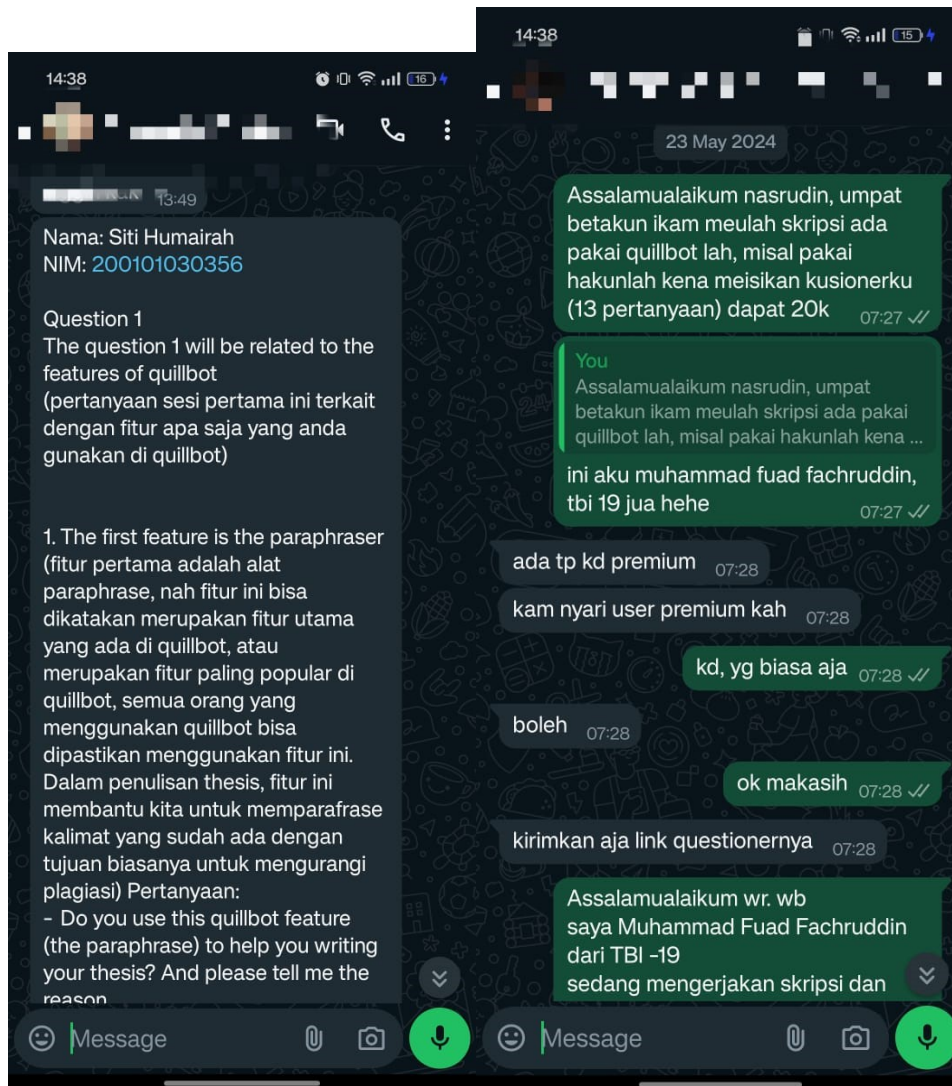 14:38
16
13:49
Nama: Siti Humairah
NIM: 200101030356
Question 1
The question 1 will be related to the
features of quillbot
(pertanyaan sesi pertama ini terkait
dengan fitur apa saja yang anda
gunakan di quillbot)
1. The first feature is the paraphraser
(fitur pertama adalah alat
paraphrase, nah fitur ini bisa
dikatakan merupakan fitur utama
yang ada di quillbot, atau
merupakan fitur paling popular di
quillbot, semua orang yang
menggunakan quillbot bisa
dipastikan menggunakan fitur ini.
Dalam penulisan thesis, fitur ini
membantu kita untuk memparafrase
kalimat yang sudah ada dengan
tujuan biasanya untuk mengurangi
plagiasi) Pertanyaan:
- Do you use this quillbot feature
(the paraphrase) to help you writing
your thesis? And please tell me the
reason
Message
14:38
15
23 May 2024
Assalamualaikum nasrudin, umpat
betakun ikam meulah skripsi ada
pakai quillbot lah, misal pakai
hakunlah kena meisikan kusionerku
(13 pertanyaan) dapat 20k 07:27
You
Assalamualaikum nasrudin, umpat
betakun ikam meulah skripsi ada pakai
quillbot lah, misal pakai hakunlah kena ...
ini aku muhammad fuad fachruddin,
tbi 19 jua hehe 07:27
ada tp kd premium 07:28
kam nyari user premium kah 07:28
kd, yg biasa aja 07:28
boleh 07:28
ok makasih 07:28
kirimkan aja link questionernya 07:28
Assalamualaikum wr. wb
saya Muhammad Fuad Fachruddin
dari TBI -19
sedang mengerjakan skripsi dan
Message